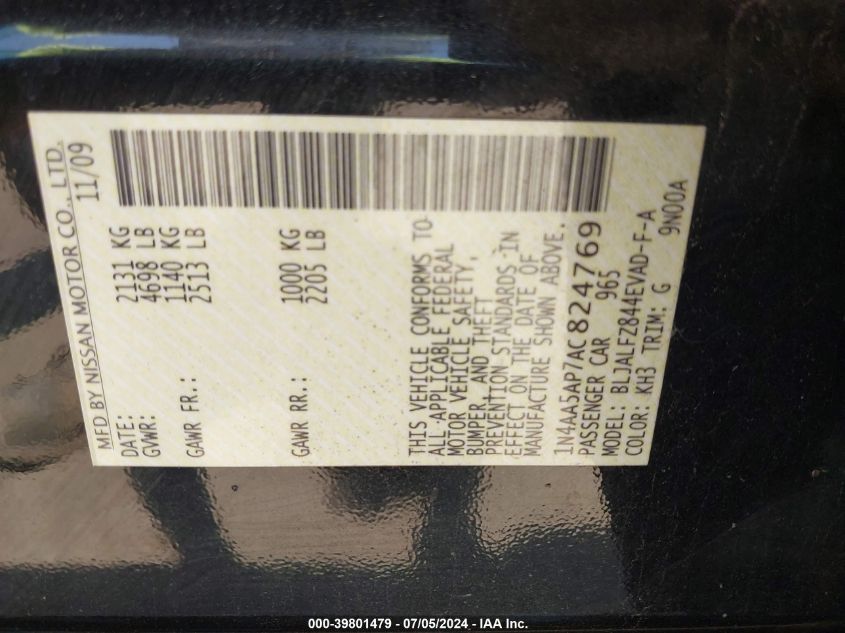 MFD BY NISSAN MOTOR CO., LTD.
DATE: 11/09
GVWR: 2131 KG
4698 LB
GAWR FR.: 1140 KG
2513 LB
GAWR RR.: 1000 KG
2205 LB
THIS VEHICLE CONFORMS TO
ALL APPLICABLE FEDERAL
MOTOR VEHICLE SAFETY,
BUMPER AND THEFT
PREVENTION STANDARDS IN
EFFECT ON THE DATE OF
MANUFACTURE SHOWN ABOVE.
1N4AA5AP7AC824769
PASSENGER CAR 965
MODEL: BLJALFZ844EVAD-F-A
COLOR: KH3 TRIM: G 9N00A
000-39801479 - 07/05/2024 - IAA Inc.